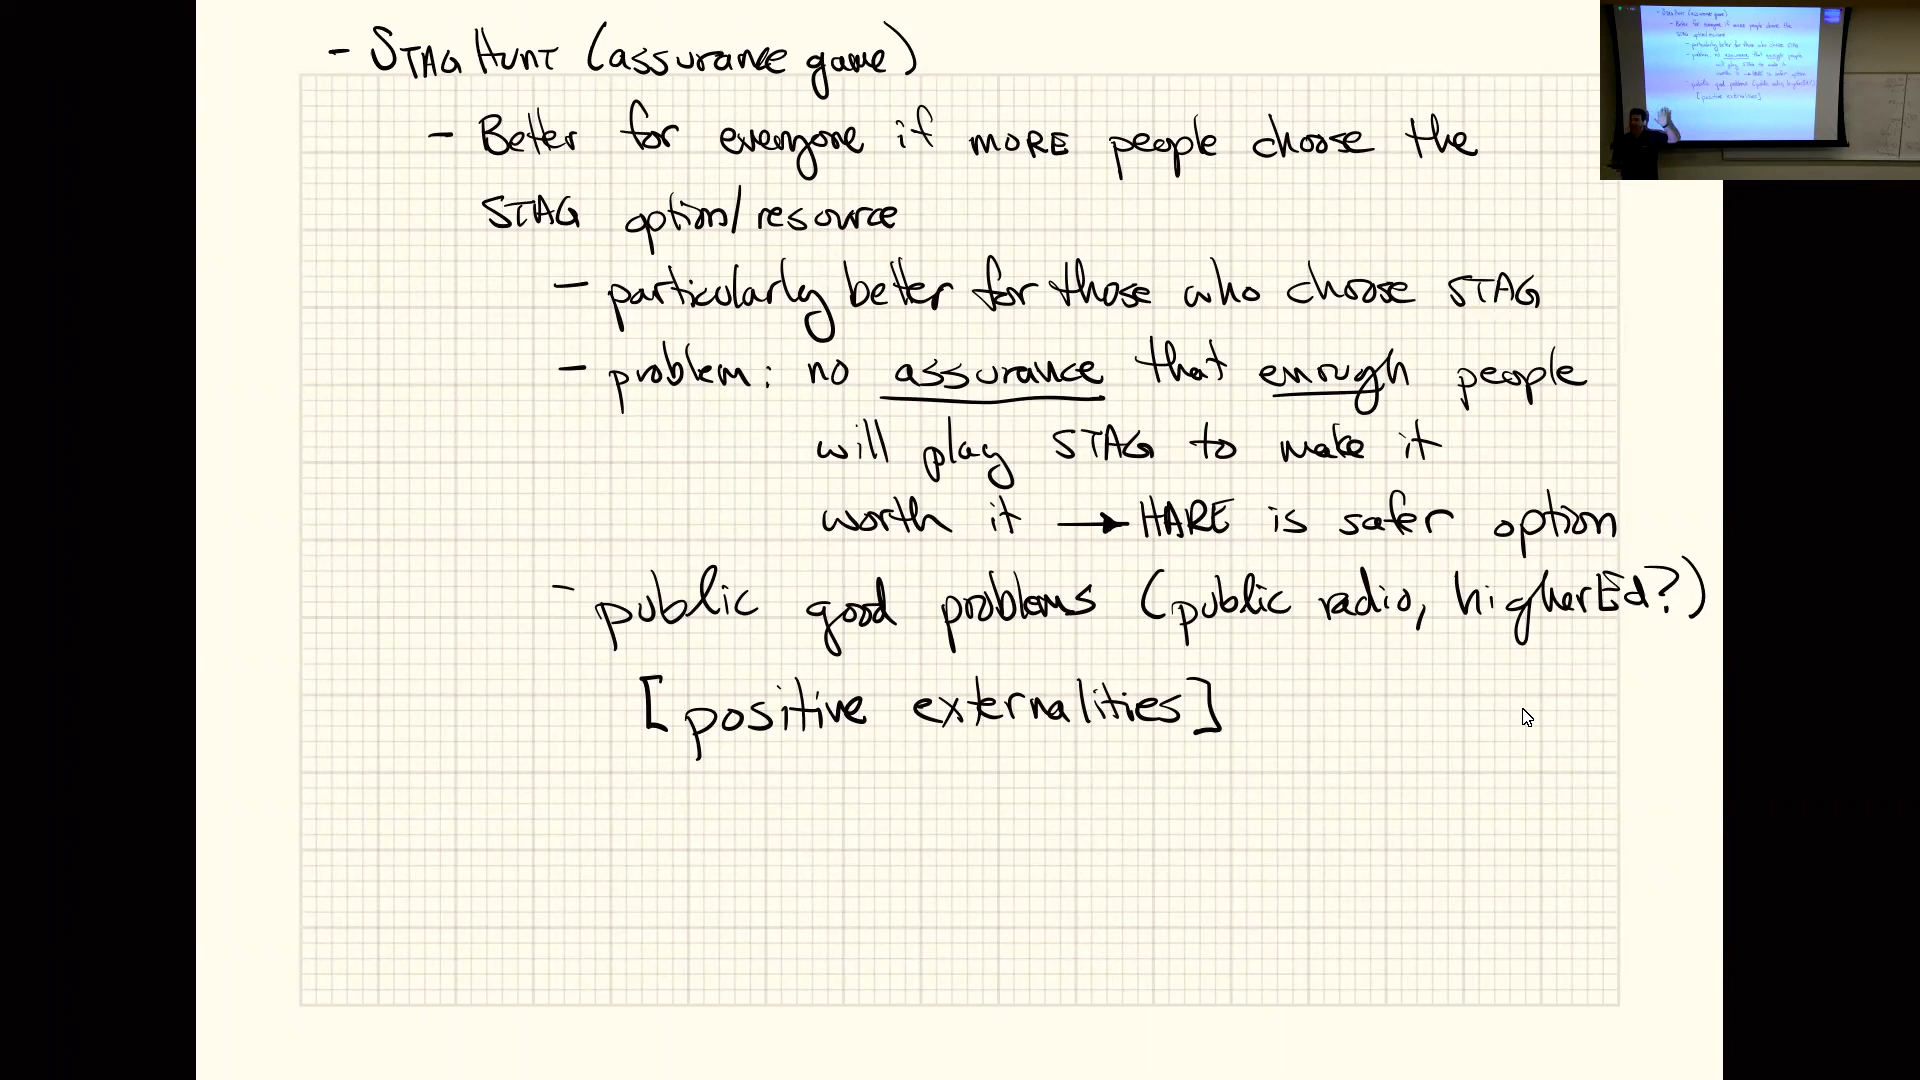 - STAG HUNT (assurance game)
- Better for everyone if MORE people choose the
STAG option/resource
- particularly better for those who choose STAG
- problem: no assurance that enough people
will play STAG to make it
worth it → HARE is safer option
- public good problems (public radio, higherEd?)
[positive externalities]